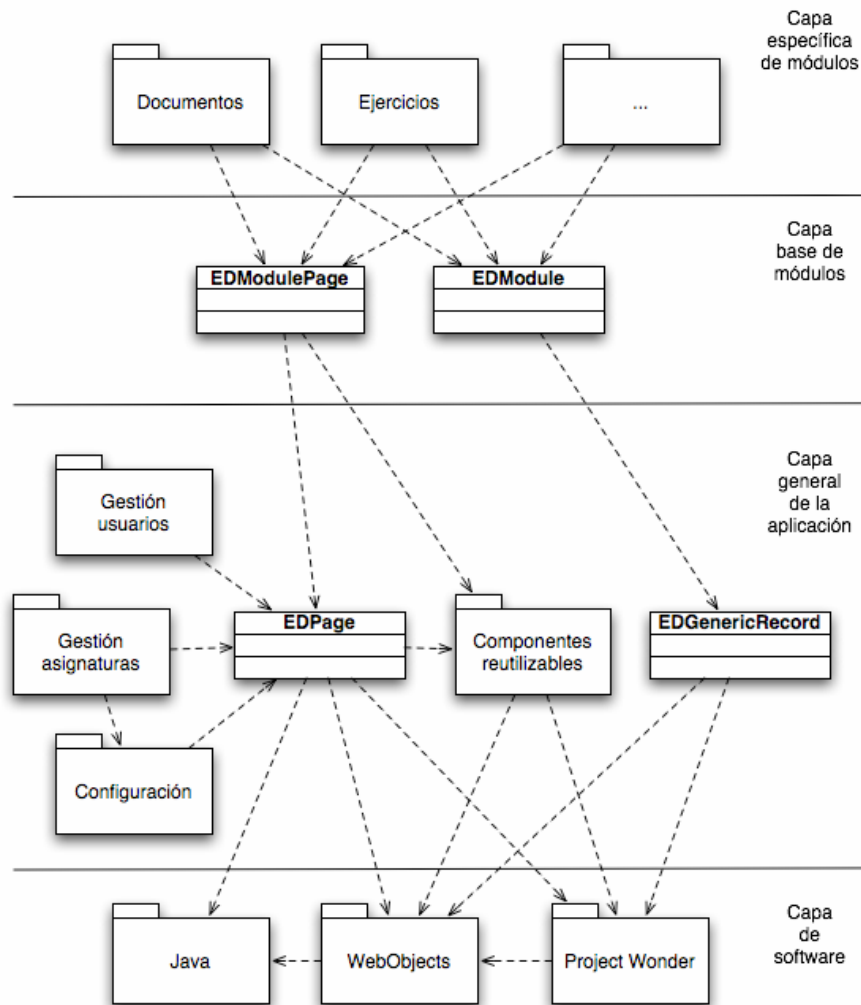 Capa
específica
de módulos
Documentos
Ejercicios
...
Capa
base de
módulos
EDModulePage
EDModule
Capa
general
de la
aplicación
Gestión
usuarios
Gestión
asignaturas
EDPage
Componentes
reutilizables
EDGenericRecord
Configuración
Capa
de
software
Java
WebObjects
Project Wonder